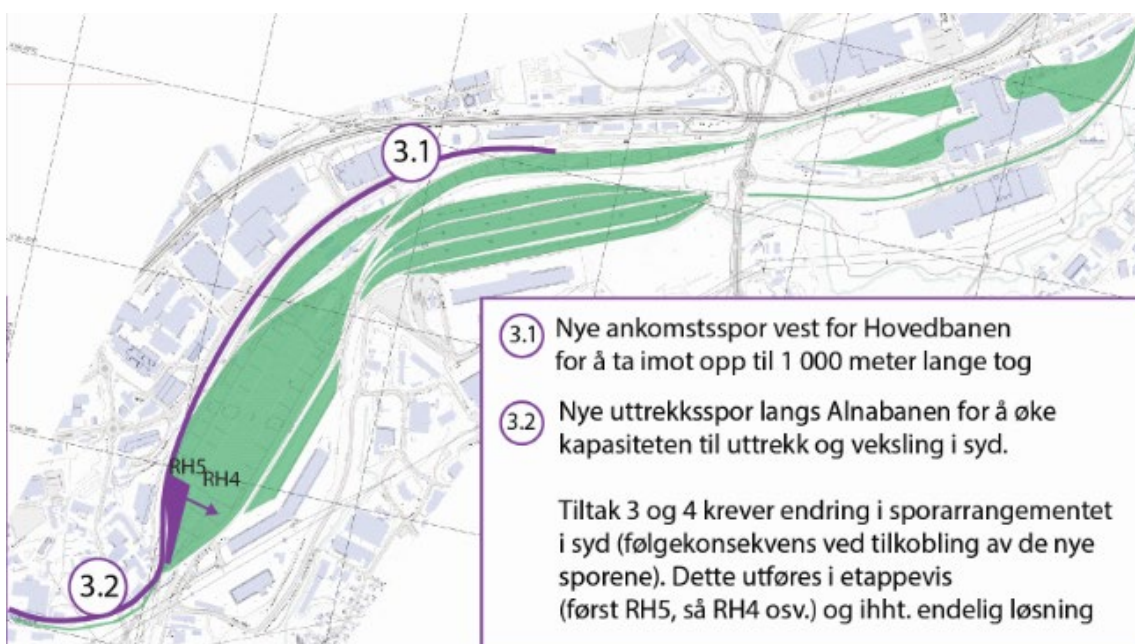 3.1
RH5
RH4
3.2
3.1 Nye ankomstsspor vest for Hovedbanen
for å ta imot opp til 1 000 meter lange tog
3.2 Nye uttrekksspor langs Alnabanen for å øke
kapasiteten til uttrekk og veksling i syd.
Tiltak 3 og 4 krever endring i sporarrangementet
i syd (følgekonsekvens ved tilkobling av de nye
sporene). Dette utføres i etappevis
(først RH5, så RH4 osv.) og ihht. endelig løsning